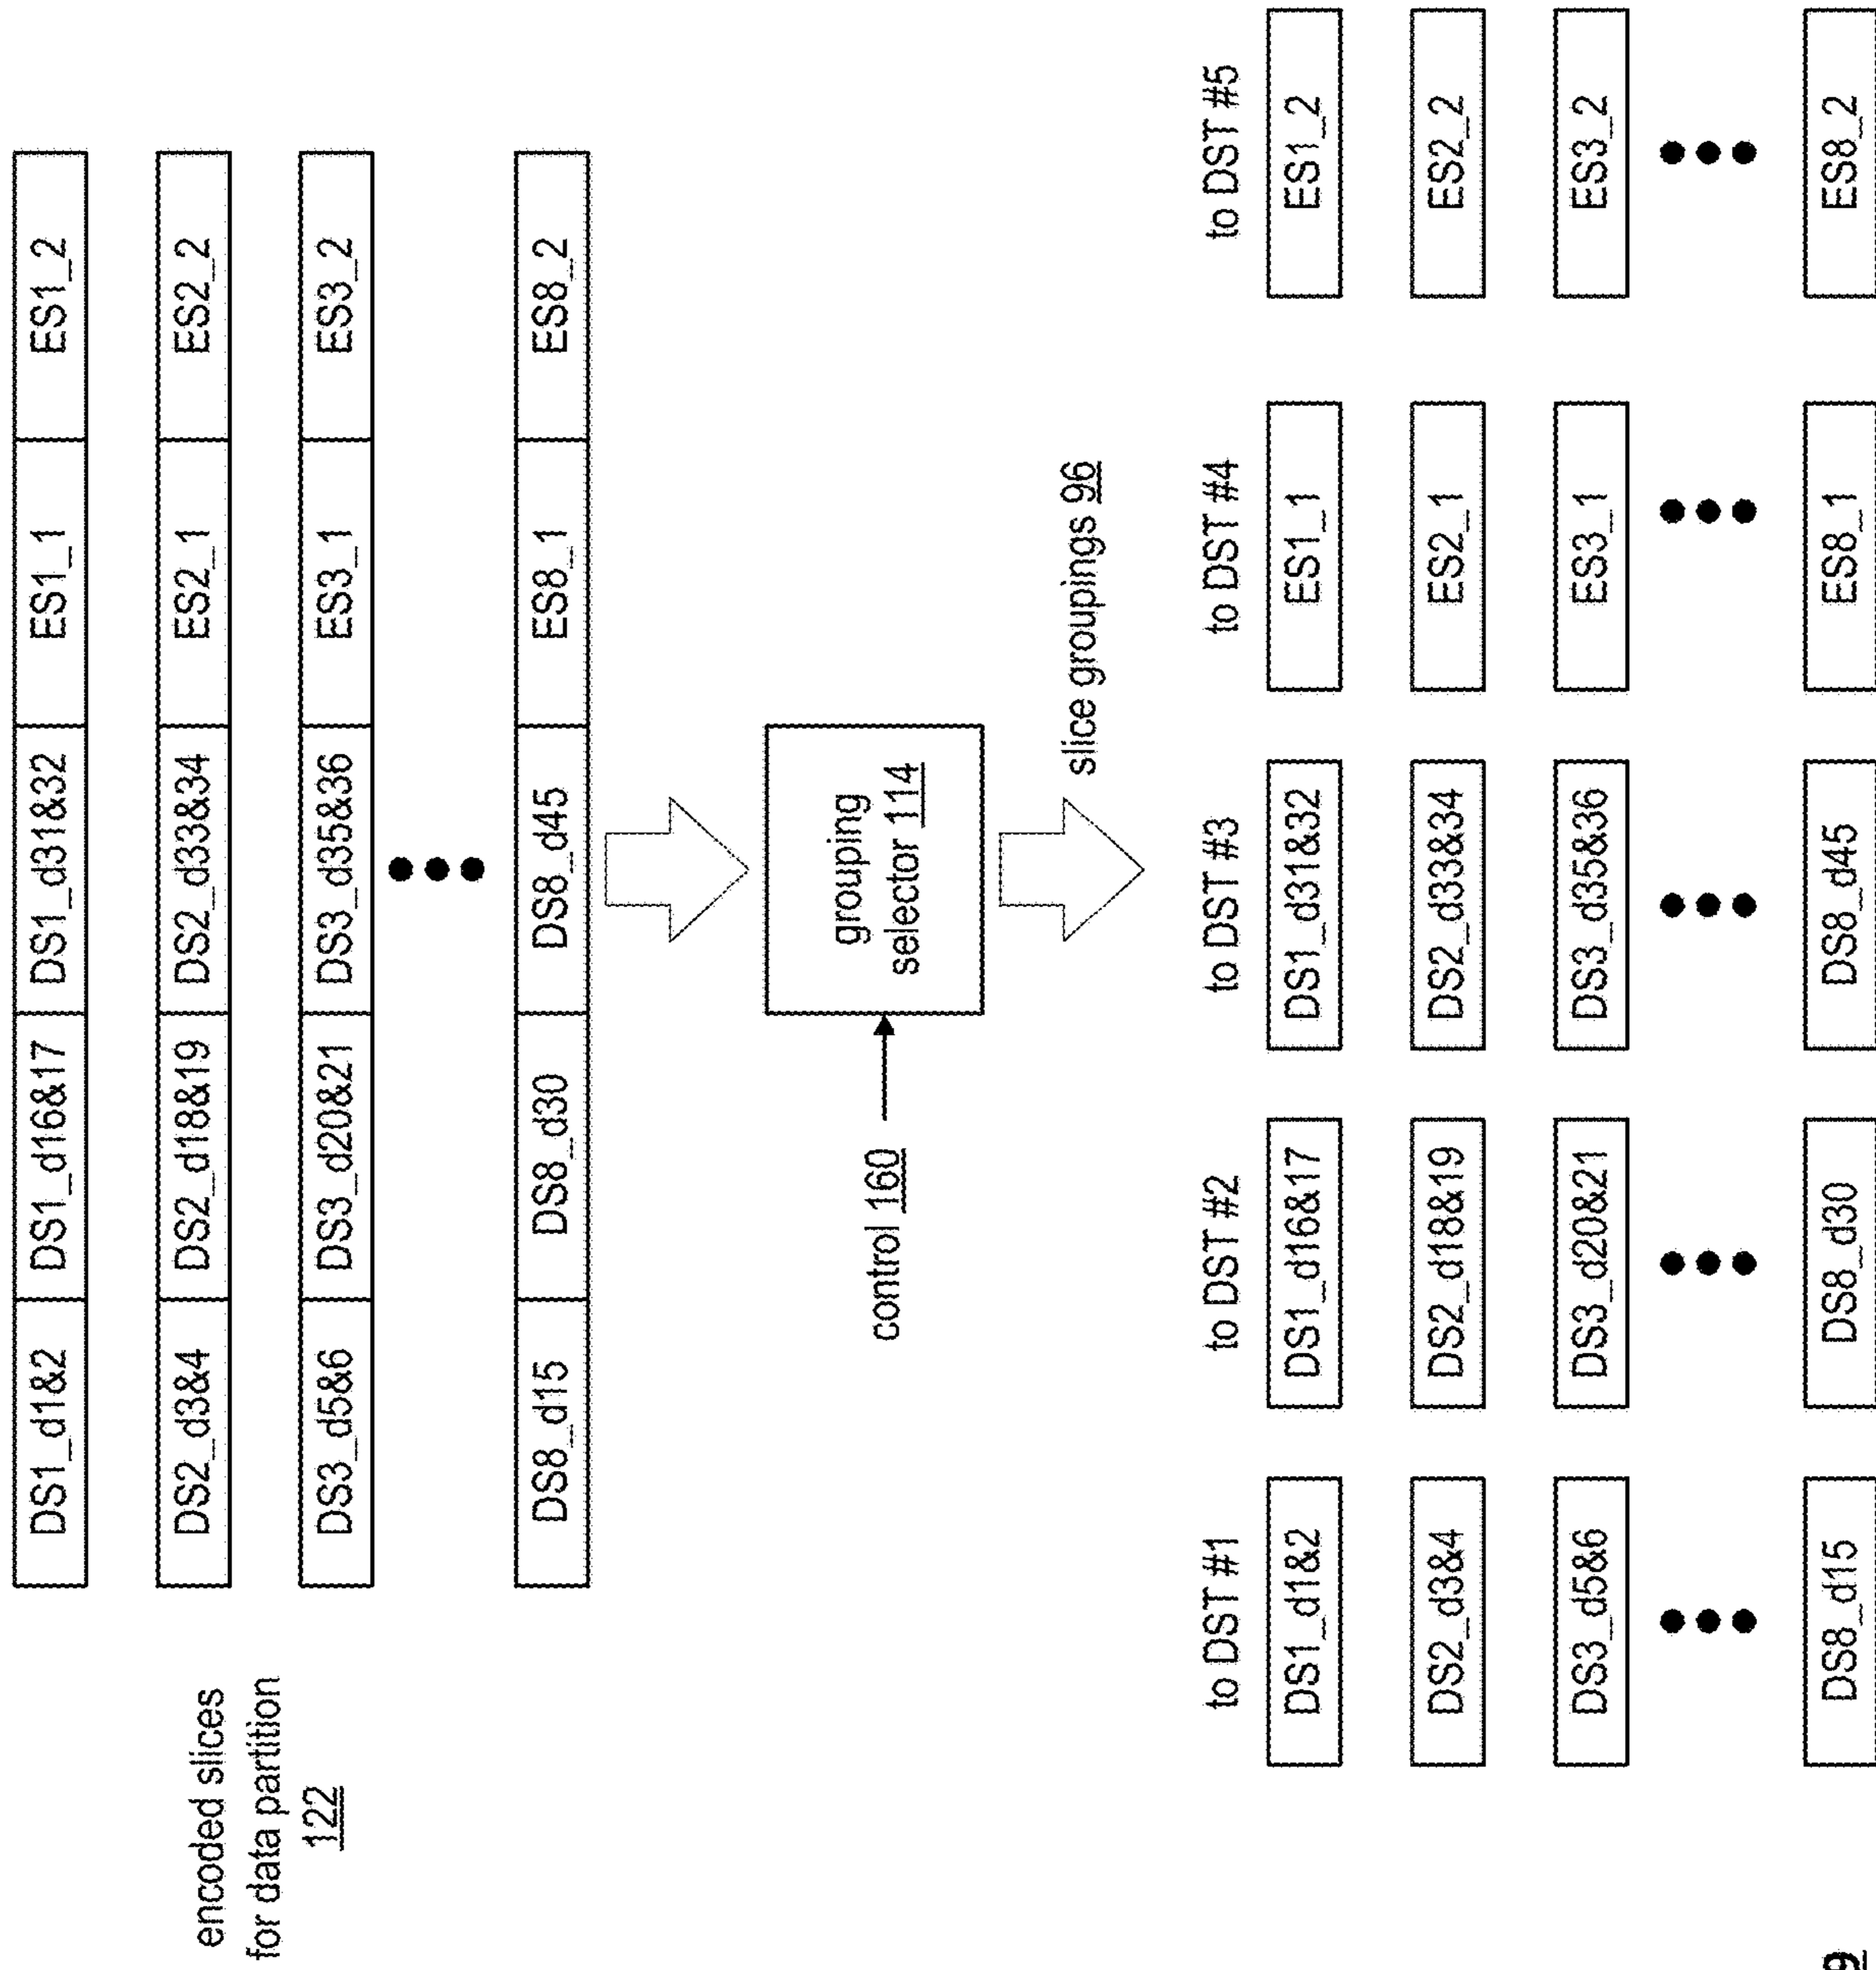 encoded slices
for data partition
122
DS1_d1&2 DS1_d16&17 DS1_d31&32 ES1_1 ES1_2
DS2_d3&4 DS2_d18&19 DS2_d33&34 ES2_1 ES2_2
DS3_d5&6 DS3_d20&21 DS3_d35&36 ES3_1 ES3_2
DS8_d15 DS8_d30 DS8_d45 ES8_1 ES8_2
control 160
grouping
selector 114
slice groupings 96
to DST #1 to DST #2 to DST #3 to DST #4 to DST #5
DS1_d1&2 DS1_d16&17 DS1_d31&32 ES1_1 ES1_2
DS2_d3&4 DS2_d18&19 DS2_d33&34 ES2_1 ES2_2
DS3_d5&6 DS3_d20&21 DS3_d35&36 ES3_1 ES3_2
DS8_d15 DS8_d30 DS8_d45 ES8_1 ES8_2